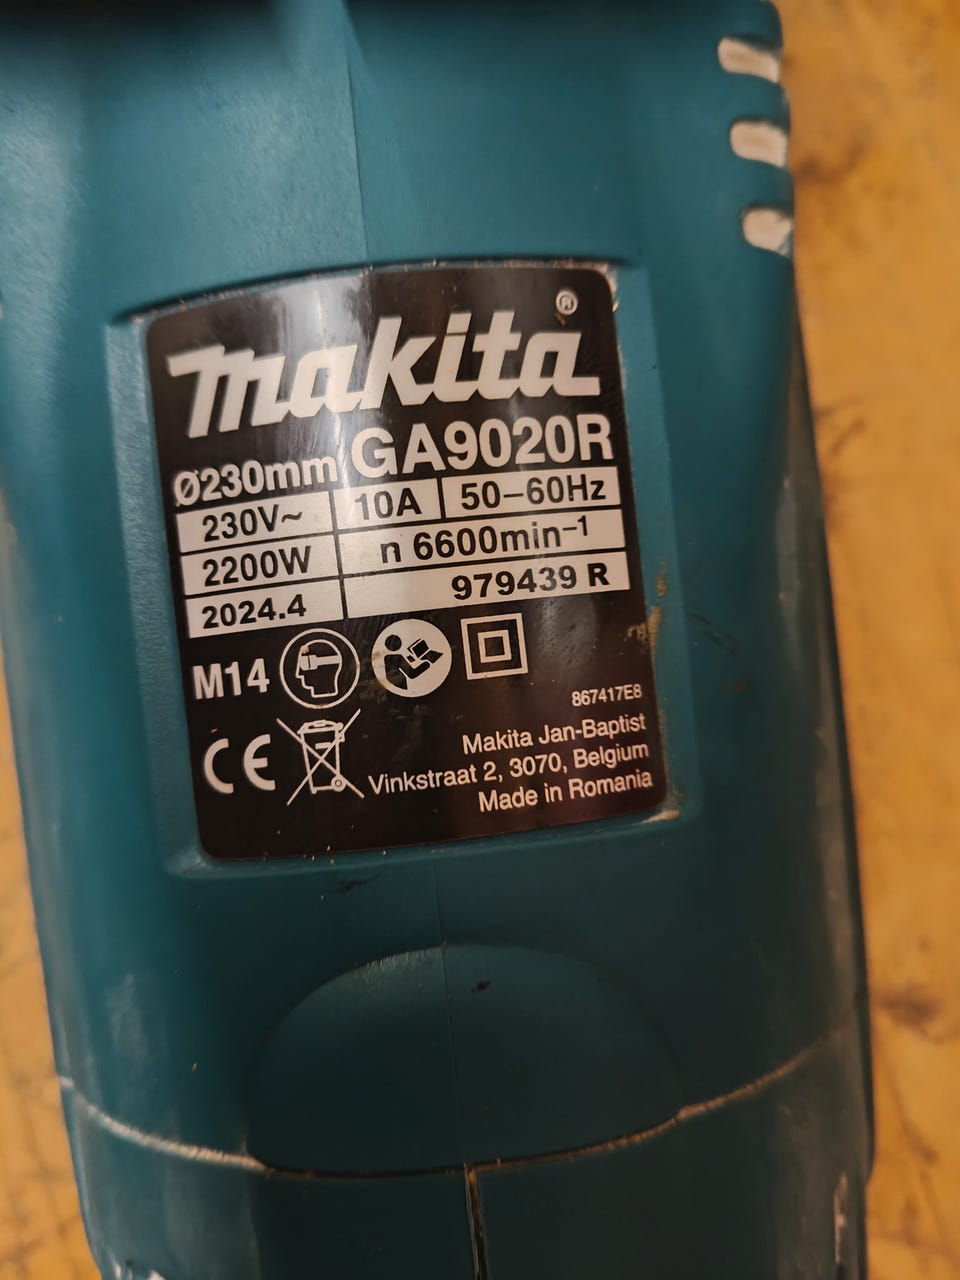 makita®
Ø230mm GA9020R
230V~ 10A 50–60Hz
2200W n 6600min⁻¹
2024.4 979439 R
M14
867417E8
CE
Makita Jan-Baptist
Vinkstraat 2, 3070, Belgium
Made in Romania